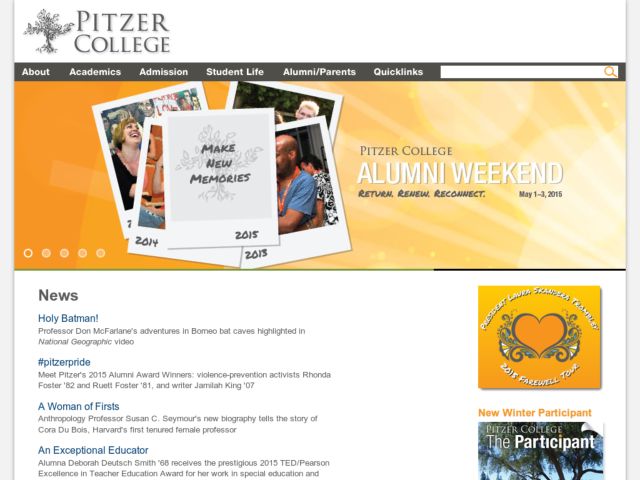 PITZER
COLLEGE
About Academics Admission Student Life Alumni/Parents Quicklinks
MAKE
NEW
MEMORIES
2014
2015
2013
PITZER COLLEGE
ALUMNI WEEKEND
RETURN. RENEW. RECONNECT. May 1–3, 2015
News
Holy Batman!
Professor Don McFarlane's adventures in Borneo bat caves highlighted in
National Geographic video
#pitzerpride
Meet Pitzer's 2015 Alumni Award Winners: violence-prevention activists Rhonda
Foster '82 and Ruett Foster '81, and writer Jamilah King '07
A Woman of Firsts
Anthropology Professor Susan C. Seymour's new biography tells the story of
Cora Du Bois, Harvard's first tenured female professor
An Exceptional Educator
Alumna Deborah Deutsch Smith '68 receives the prestigious 2015 TED/Pearson
Excellence in Teacher Education Award for her work in special education and
PRESIDENT LAURA SKANDERA TROMBLEY
2015 FAREWELL TOUR
New Winter Participant
PITZER COLLEGE
The Participant